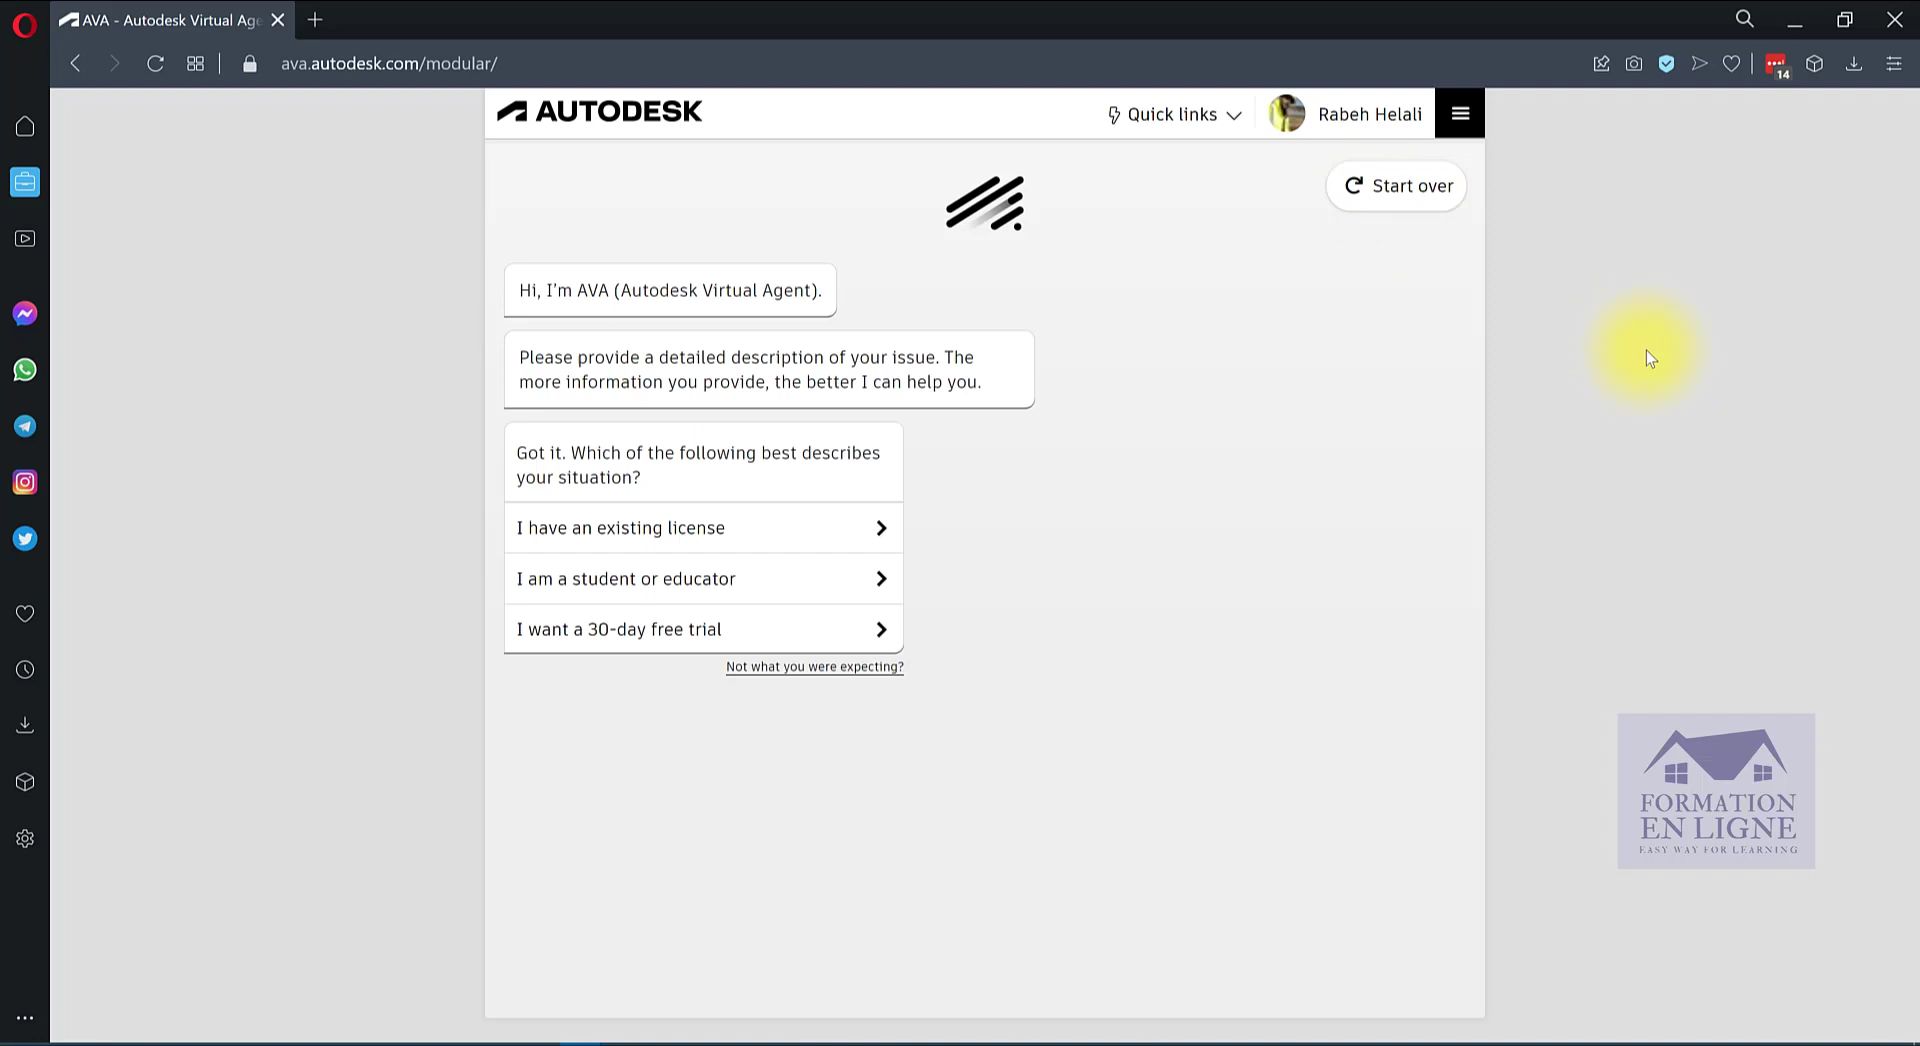 AVA - Autodesk Virtual Age
ava.autodesk.com/modular/
14
AUTODESK
Quick links
Rabeh Helali
Start over
Hi, I'm AVA (Autodesk Virtual Agent).
Please provide a detailed description of your issue. The
more information you provide, the better I can help you.
Got it. Which of the following best describes
your situation?
I have an existing license
I am a student or educator
I want a 30-day free trial
Not what you were expecting?
FORMATION
EN LIGNE
EASY WAY FOR LEARNING